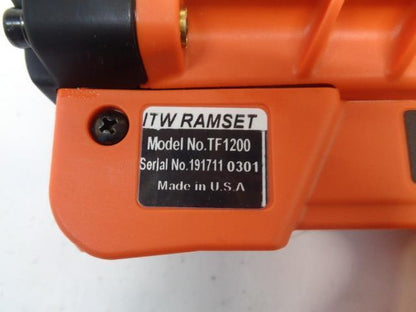 ITW RAMSET
Model No.TF1200
Serial No.191711 0301
Made in U.S.A